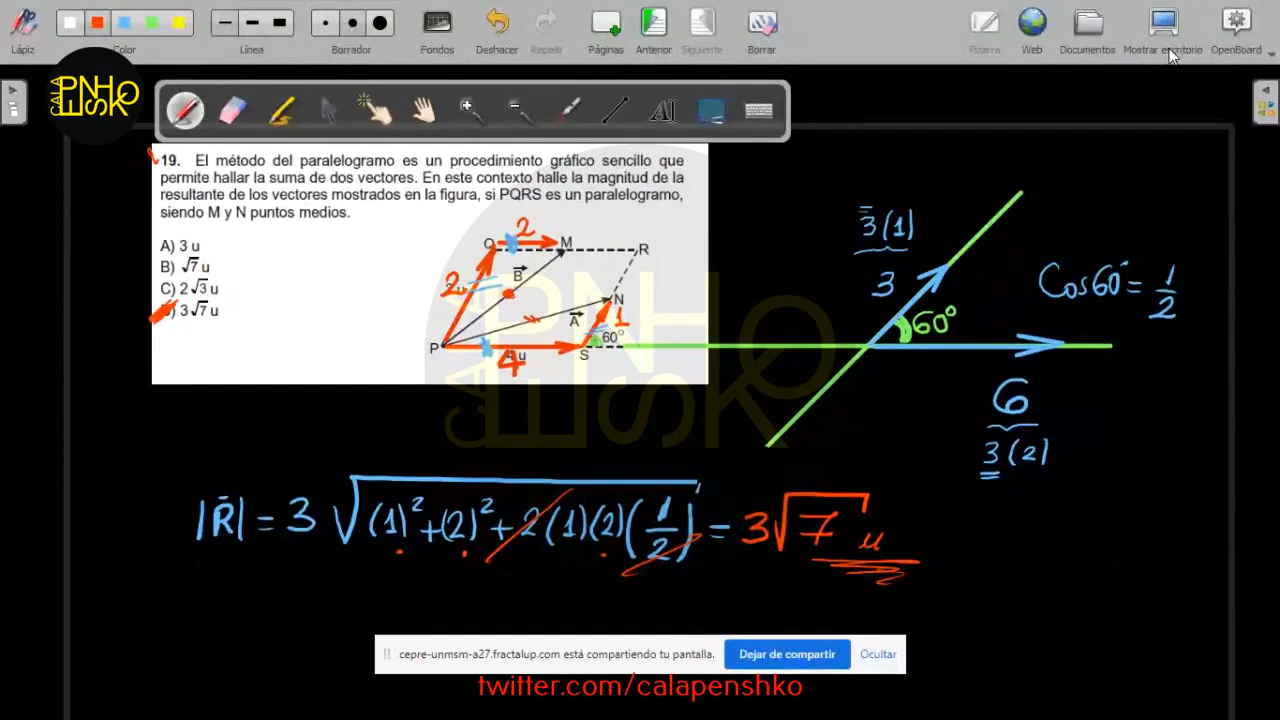 Lápiz
Color
Línea
Borrador
Fondos
Deshacer
Repetir
Páginas
Anterior
Siguiente
Borrar
Pizarra
Web
Documentos
Mostrar escritorio
OpenBoard
CALA
PENSHKO
19. El método del paralelogramo es un procedimiento gráfico sencillo que
permite hallar la suma de dos vectores. En este contexto halle la magnitud de la
resultante de los vectores mostrados en la figura, si PQRS es un paralelogramo,
siendo M y N puntos medios.
A) 3 u
B) √7 u
C) 2√3 u
D) 3√7 u
2
Q M R
2
B
N
A
1
60°
P
4 u
S
3(1)
3
60°
Cos60° = 1/2
6
3(2)
|R| = 3 √(1)² + (2)² + 2(1)(2)(1/2) = 3√7 u
cepre-unmsm-a27.fractalup.com está compartiendo tu pantalla.
Dejar de compartir
Ocultar
twitter.com/calapenshko